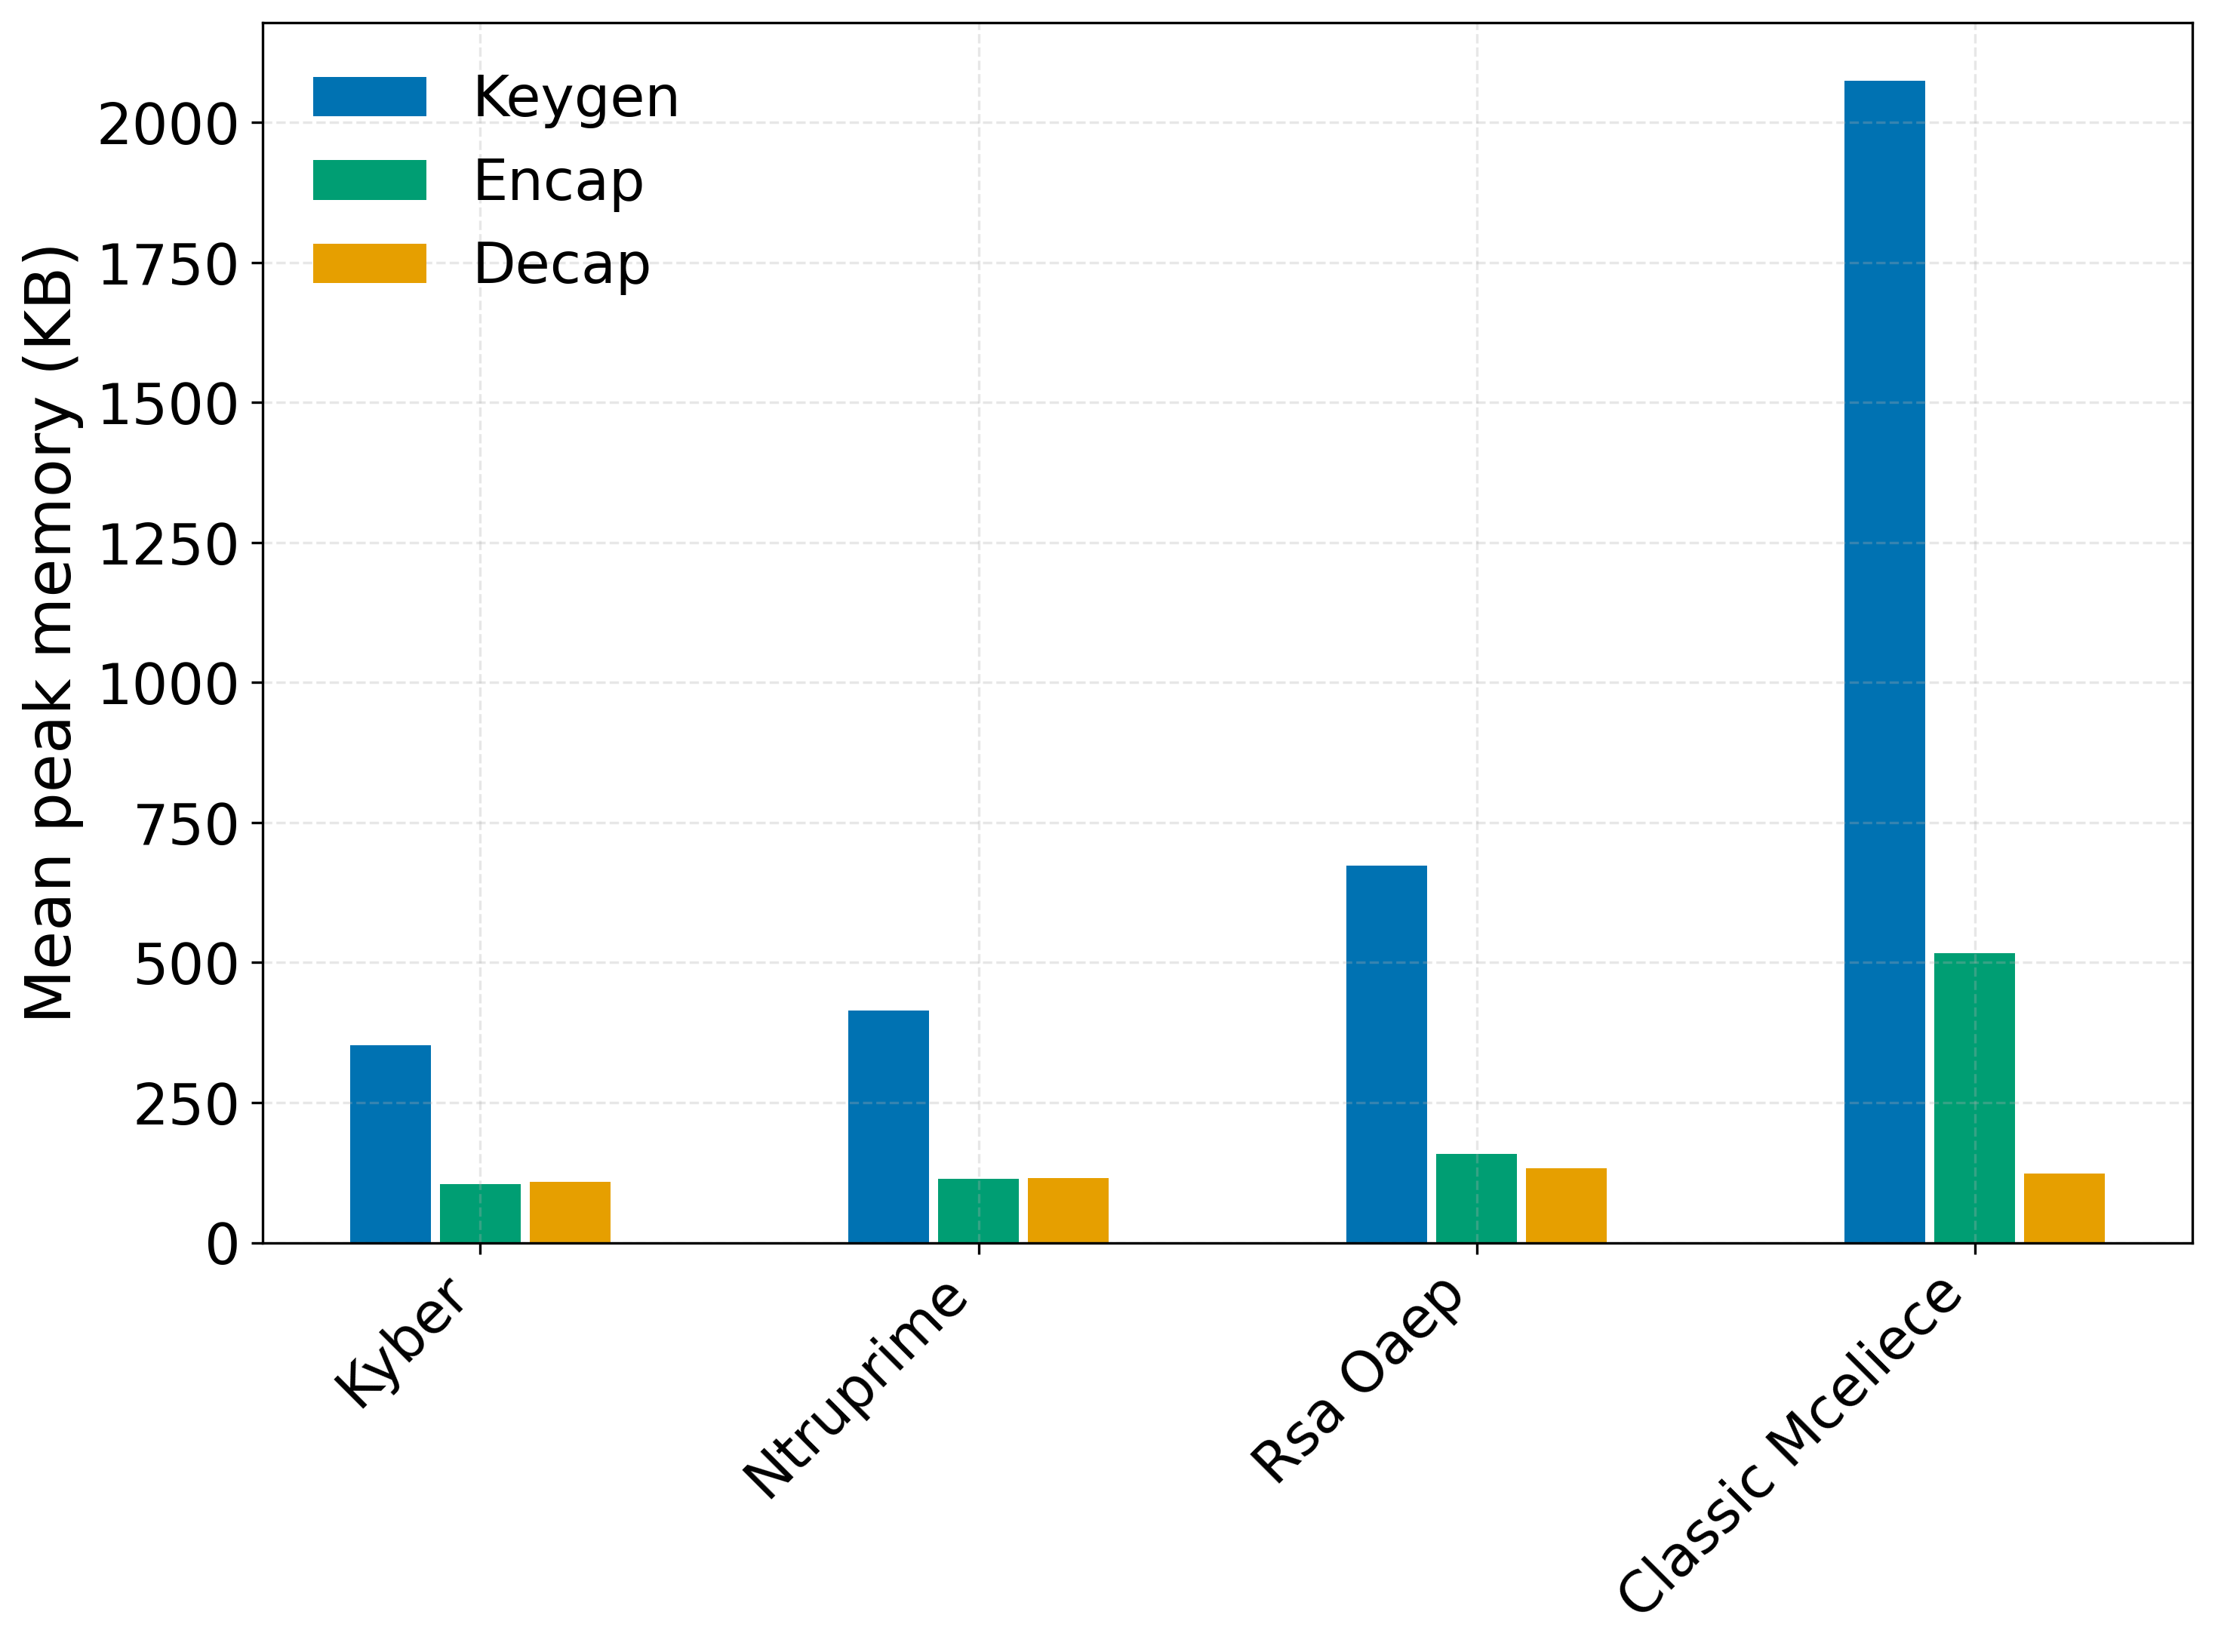 Keygen
Encap
Decap
Mean peak memory (KB)
2000
1750
1500
1250
1000
750
500
250
0
Kyber
Ntruprime
Rsa Oaep
Classic Mceliece